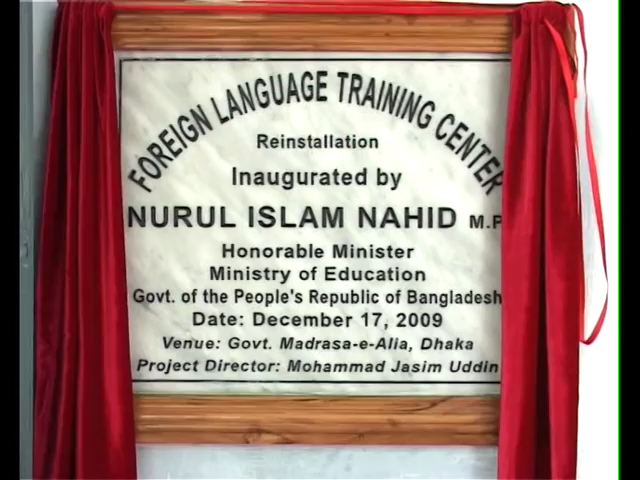 FOREIGN LANGUAGE TRAINING CENTER
Reinstallation
Inaugurated by
NURUL ISLAM NAHID M.P
Honorable Minister
Ministry of Education
Govt. of the People's Republic of Bangladesh
Date: December 17, 2009
Venue: Govt. Madrasa-e-Alia, Dhaka
Project Director: Mohammad Jasim Uddin